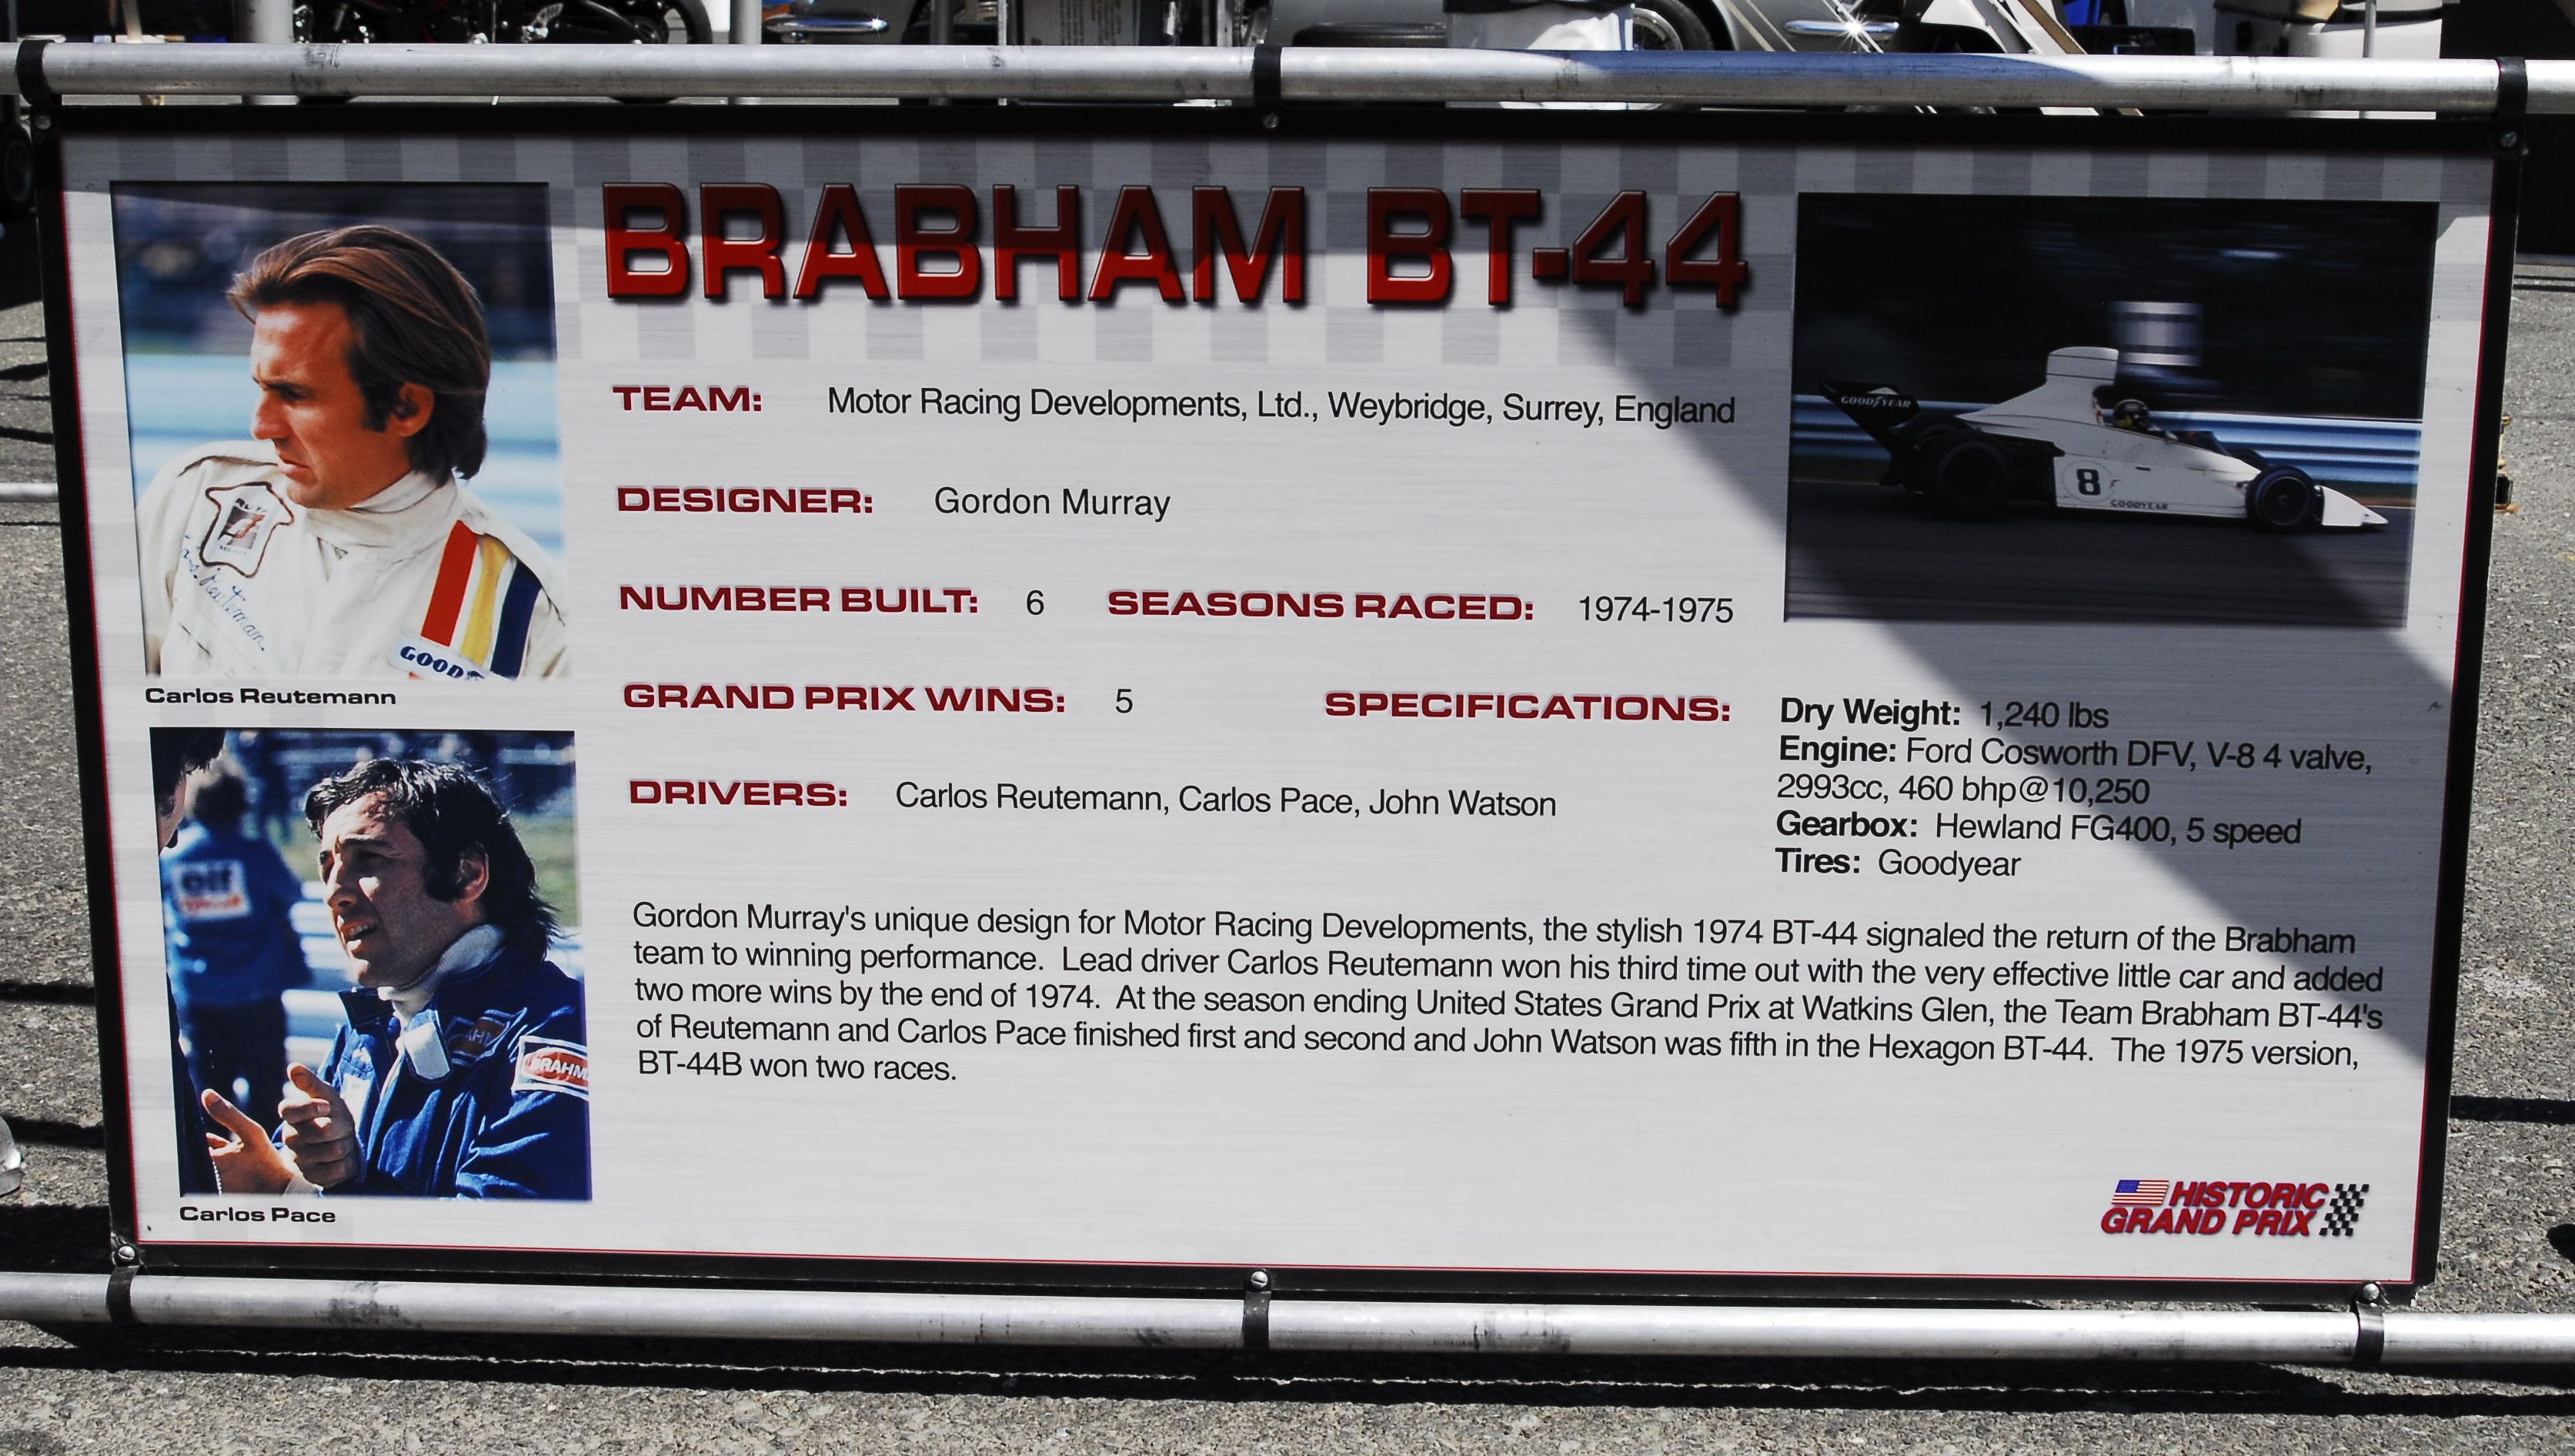 BRABHAM BT-44
TEAM: Motor Racing Developments, Ltd., Weybridge, Surrey, England
DESIGNER: Gordon Murray
NUMBER BUILT: 6 SEASONS RACED: 1974-1975
GRAND PRIX WINS: 5
DRIVERS: Carlos Reutemann, Carlos Pace, John Watson
SPECIFICATIONS: Dry Weight: 1,240 lbs
Engine: Ford Cosworth DFV, V-8 4 valve,
2993cc, 460 bhp@10,250
Gearbox: Hewland FG400, 5 speed
Tires: Goodyear
Gordon Murray's unique design for Motor Racing Developments, the stylish 1974 BT-44 signaled the return of the Brabham
team to winning performance. Lead driver Carlos Reutemann won his third time out with the very effective little car and added
two more wins by the end of 1974. At the season ending United States Grand Prix at Watkins Glen, the Team Brabham BT-44's
of Reutemann and Carlos Pace finished first and second and John Watson was fifth in the Hexagon BT-44. The 1975 version,
BT-44B won two races.
Carlos Reutemann
GOOD
Carlos Pace
elf
BRAHM
GOODYEAR
8
GOODYEAR
HISTORIC
GRAND PRIX